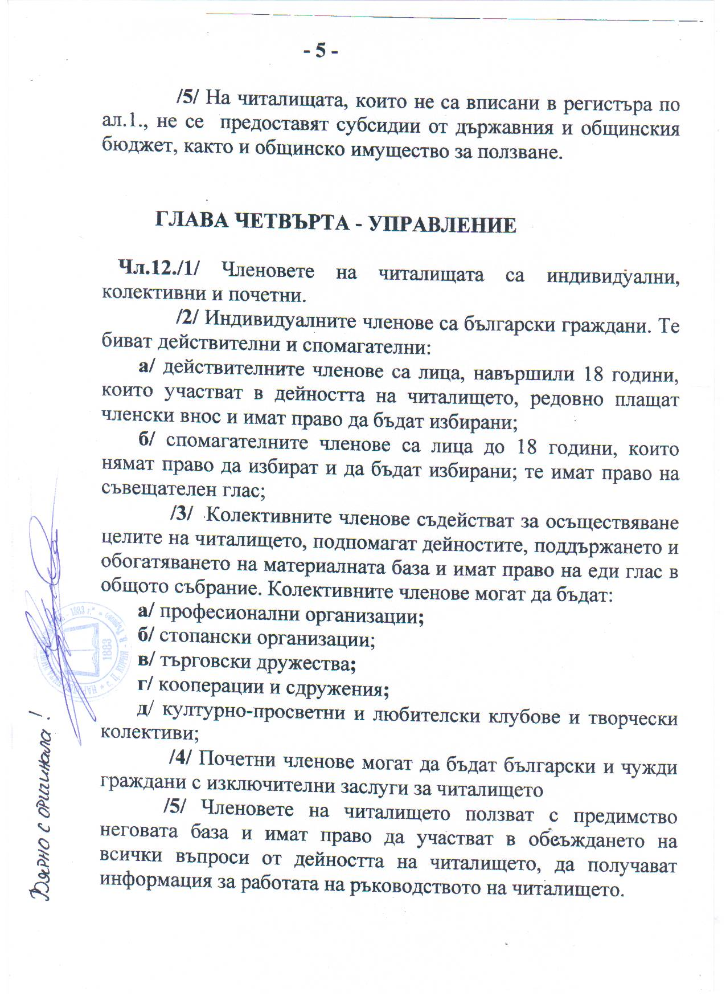 - 5 -
/5/ На читалищата, които не са вписани в регистъра по
ал.1., не се предоставят субсидии от държавния и общинския
бюджет, както и общинско имущество за ползване.
ГЛАВА ЧЕТВЪРТА - УПРАВЛЕНИЕ
Чл.12./1/ Членовете на читалищата са индивидуални,
колективни и почетни.
/2/ Индивидуалните членове са български граждани. Те
биват действителни и спомагателни:
а/ действителните членове са лица, навършили 18 години,
които участват в дейността на читалището, редовно плащат
членски внос и имат право да бъдат избирани;
б/ спомагателните членове са лица до 18 години, които
нямат право да избират и да бъдат избирани; те имат право на
съвещателен глас;
/3/ Колективните членове съдействат за осъществяване
целите на читалището, подпомагат дейностите, поддържането и
обогатяването на материалната база и имат право на еди глас в
общото събрание. Колективните членове могат да бъдат:
а/ професионални организации;
б/ стопански организации;
в/ търговски дружества;
г/ кооперации и сдружения;
д/ културно-просветни и любителски клубове и творчески
колективи;
/4/ Почетни членове могат да бъдат български и чужди
граждани с изключителни заслуги за читалището
/5/ Членовете на читалището ползват с предимство
неговата база и имат право да участват в обсъждането на
всички въпроси от дейността на читалището, да получават
информация за работата на ръководството на читалището.
Вярно с оригинала!
1883